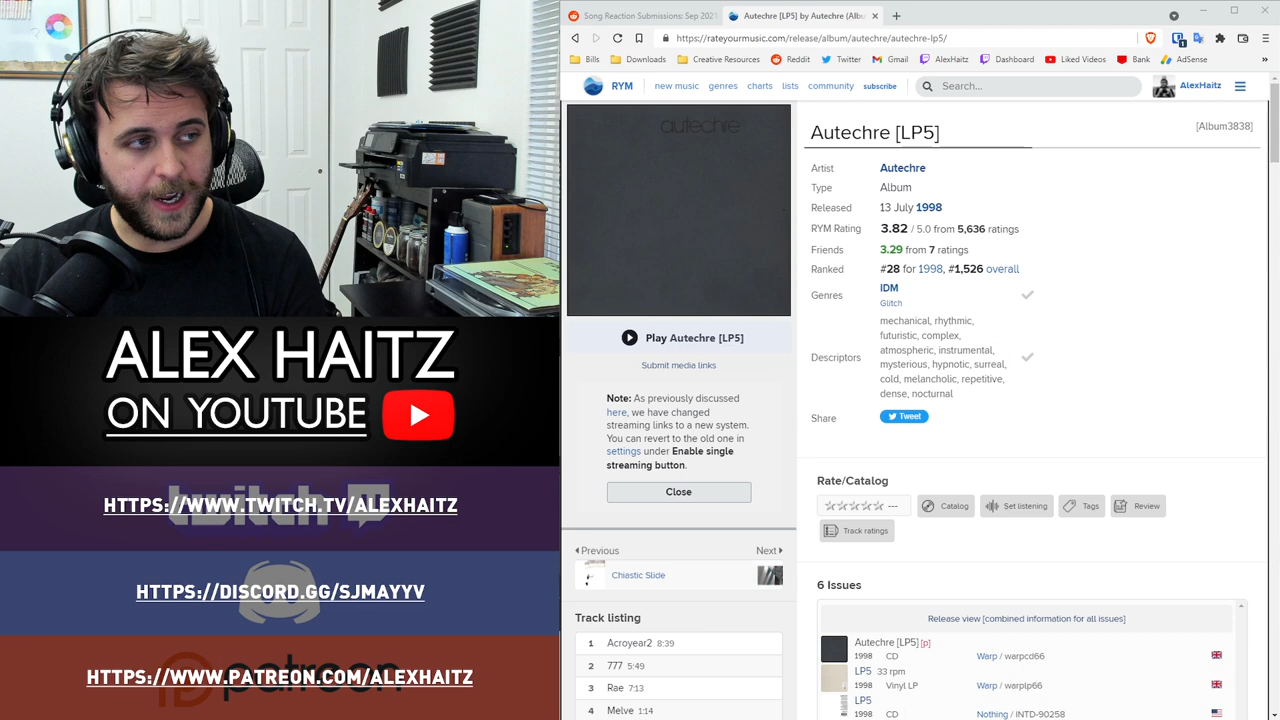 ALEX HAITZ
ON YOUTUBE
twitch
HTTPS://WWW.TWITCH.TV/ALEXHAITZ
HTTPS://DISCORD.GG/SJMAYYV
patreon
HTTPS://WWW.PATREON.COM/ALEXHAITZ
Song Reaction Submissions: Sep 2021
Autechre [LP5] by Autechre (Albu
https://rateyourmusic.com/release/album/autechre/autechre-lp5/
Bills Downloads Creative Resources Reddit Twitter Gmail AlexHaitz Dashboard Liked Videos Bank AdSense
RYM new music genres charts lists community subscribe Search... AlexHaitz
autechre
Play Autechre [LP5]
Submit media links
Note: As previously discussed
here, we have changed
streaming links to a new system.
You can revert to the old one in
settings under Enable single
streaming button.
Close
Previous Next
Chiastic Slide
Track listing
1 Acroyear2 8:39
2 777 5:49
3 Rae 7:13
4 Melve 1:14
Autechre [LP5] [Album3838]
Artist Autechre
Type Album
Released 13 July 1998
RYM Rating 3.82 / 5.0 from 5,636 ratings
Friends 3.29 from 7 ratings
Ranked #28 for 1998, #1,526 overall
Genres IDM
Glitch
Descriptors mechanical, rhythmic,
futuristic, complex,
atmospheric, instrumental,
mysterious, hypnotic, surreal,
cold, melancholic, repetitive,
dense, nocturnal
Share Tweet
Rate/Catalog
--- Catalog Set listening Tags Review
Track ratings
6 Issues
Release view [combined information for all issues]
Autechre [LP5] [p]
1998 CD Warp / warpcd66
LP5 33 rpm
1998 Vinyl LP Warp / warplp66
LP5
1998 CD Nothing / INTD-90258